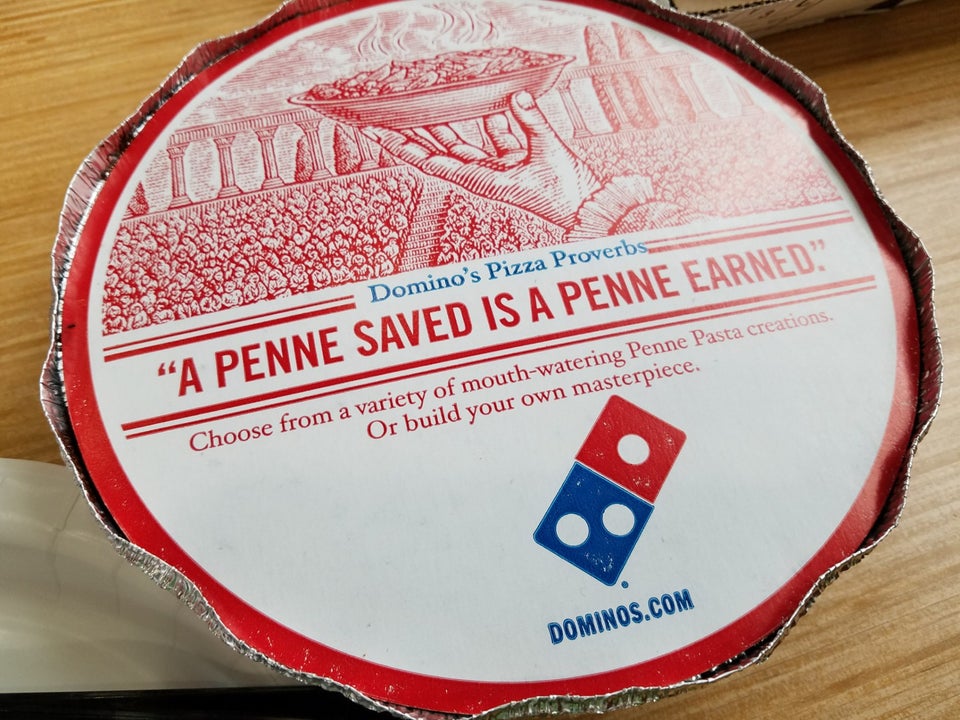 Domino's Pizza Proverbs
"A PENNE SAVED IS A PENNE EARNED."
Choose from a variety of mouth-watering Penne Pasta creations.
Or build your own masterpiece.
DOMINOS.COM